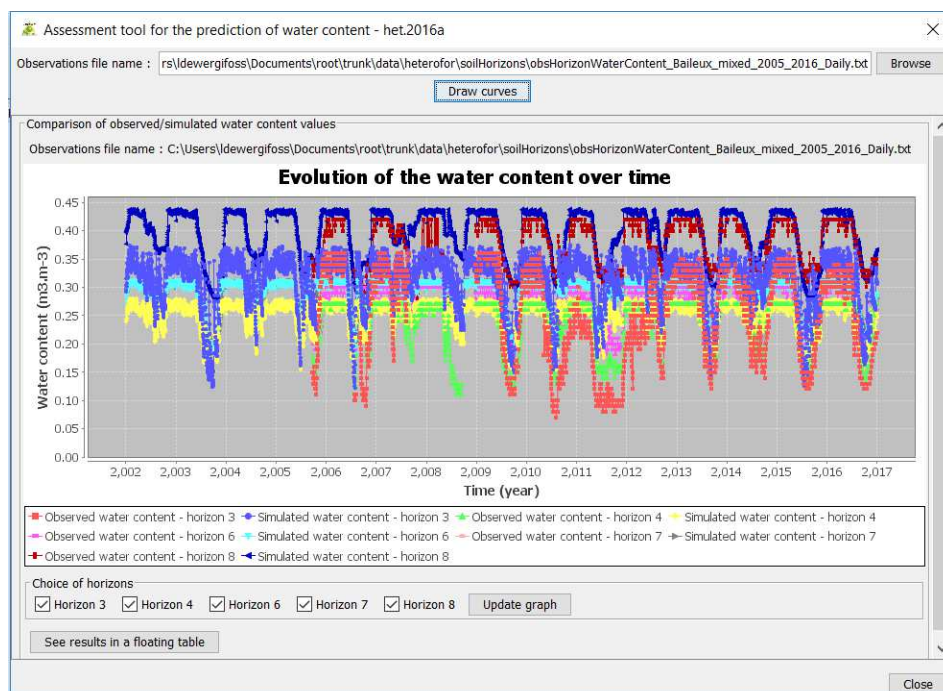 Assessment tool for the prediction of water content - het.2016a
Observations file name : rs\ldewergifoss\Documents\root\trunk\data\heterofor\soilHorizons\obsHorizonWaterContent_Baileux_mixed_2005_2016_Daily.txt Browse
Draw curves
Comparison of observed/simulated water content values
Observations file name : C:\Users\ldewergifoss\Documents\root\trunk\data\heterofor\soilHorizons\obsHorizonWaterContent_Baileux_mixed_2005_2016_Daily.txt
Evolution of the water content over time
Water content (m3.m-3)
0.45
0.40
0.35
0.30
0.25
0.20
0.15
0.10
0.05
0.00
2,002 2,003 2,004 2,005 2,006 2,007 2,008 2,009 2,010 2,011 2,012 2,013 2,014 2,015 2,016 2,017
Time (year)
Observed water content - horizon 3 Simulated water content - horizon 3 Observed water content - horizon 4 Simulated water content - horizon 4
Observed water content - horizon 6 Simulated water content - horizon 6 Observed water content - horizon 7 Simulated water content - horizon 7
Observed water content - horizon 8 Simulated water content - horizon 8
Choice of horizons
Horizon 3 Horizon 4 Horizon 6 Horizon 7 Horizon 8 Update graph
See results in a floating table
Close